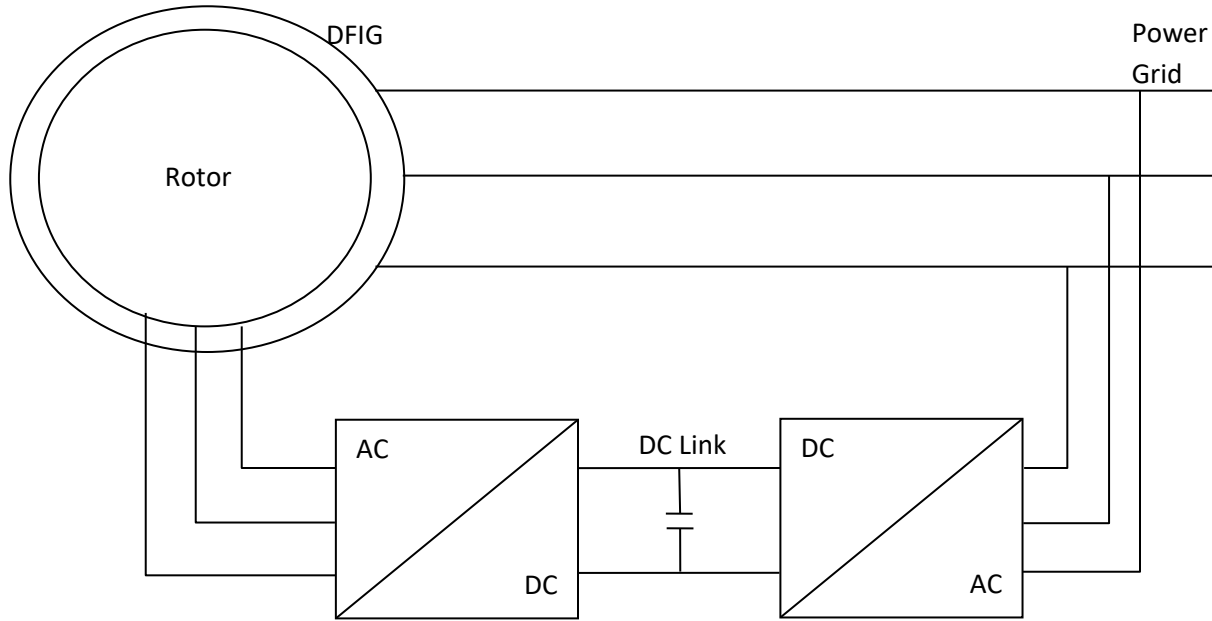 DFIG
Power
Grid
Rotor
AC
DC
DC Link
DC
AC